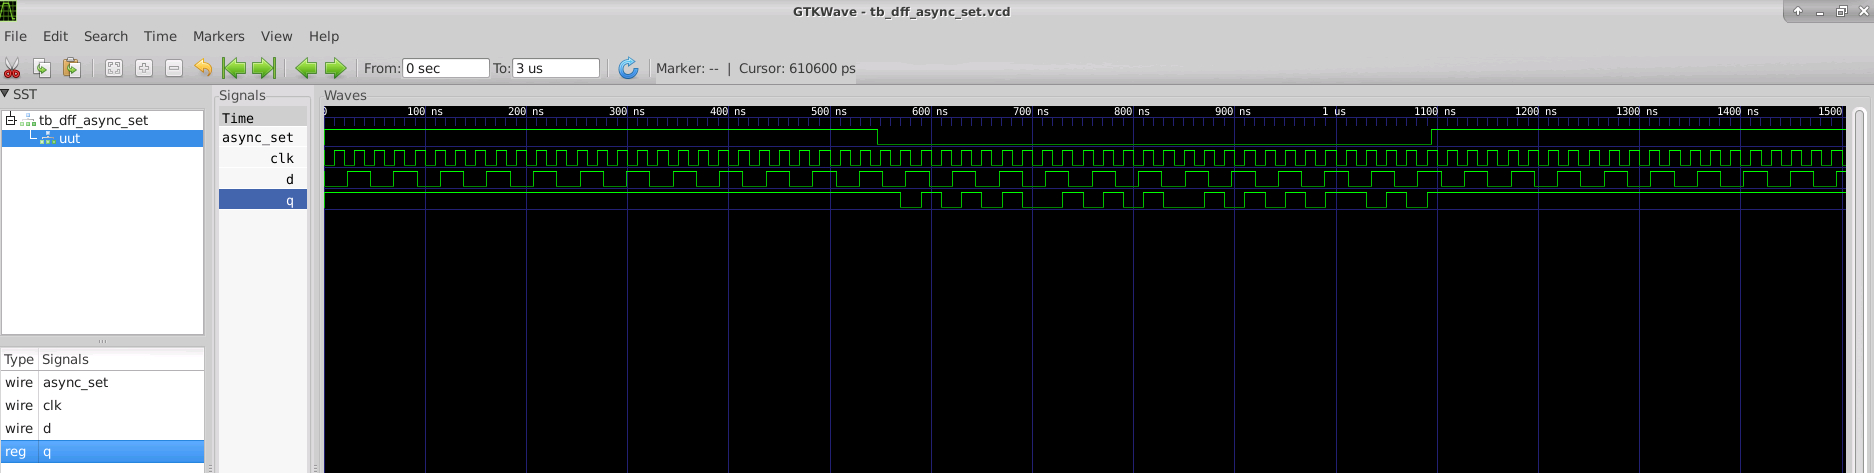 GTKWave - tb_dff_async_set.vcd
File Edit Search Time Markers View Help
From: 0 sec To: 3 us Marker: -- | Cursor: 610600 ps
SST
tb_dff_async_set
uut
Type Signals
wire async_set
wire clk
wire d
reg q
Signals
Time
async_set
clk
d
q
Waves
0 100 ns 200 ns 300 ns 400 ns 500 ns 600 ns 700 ns 800 ns 900 ns 1 us 1100 ns 1200 ns 1300 ns 1400 ns 1500